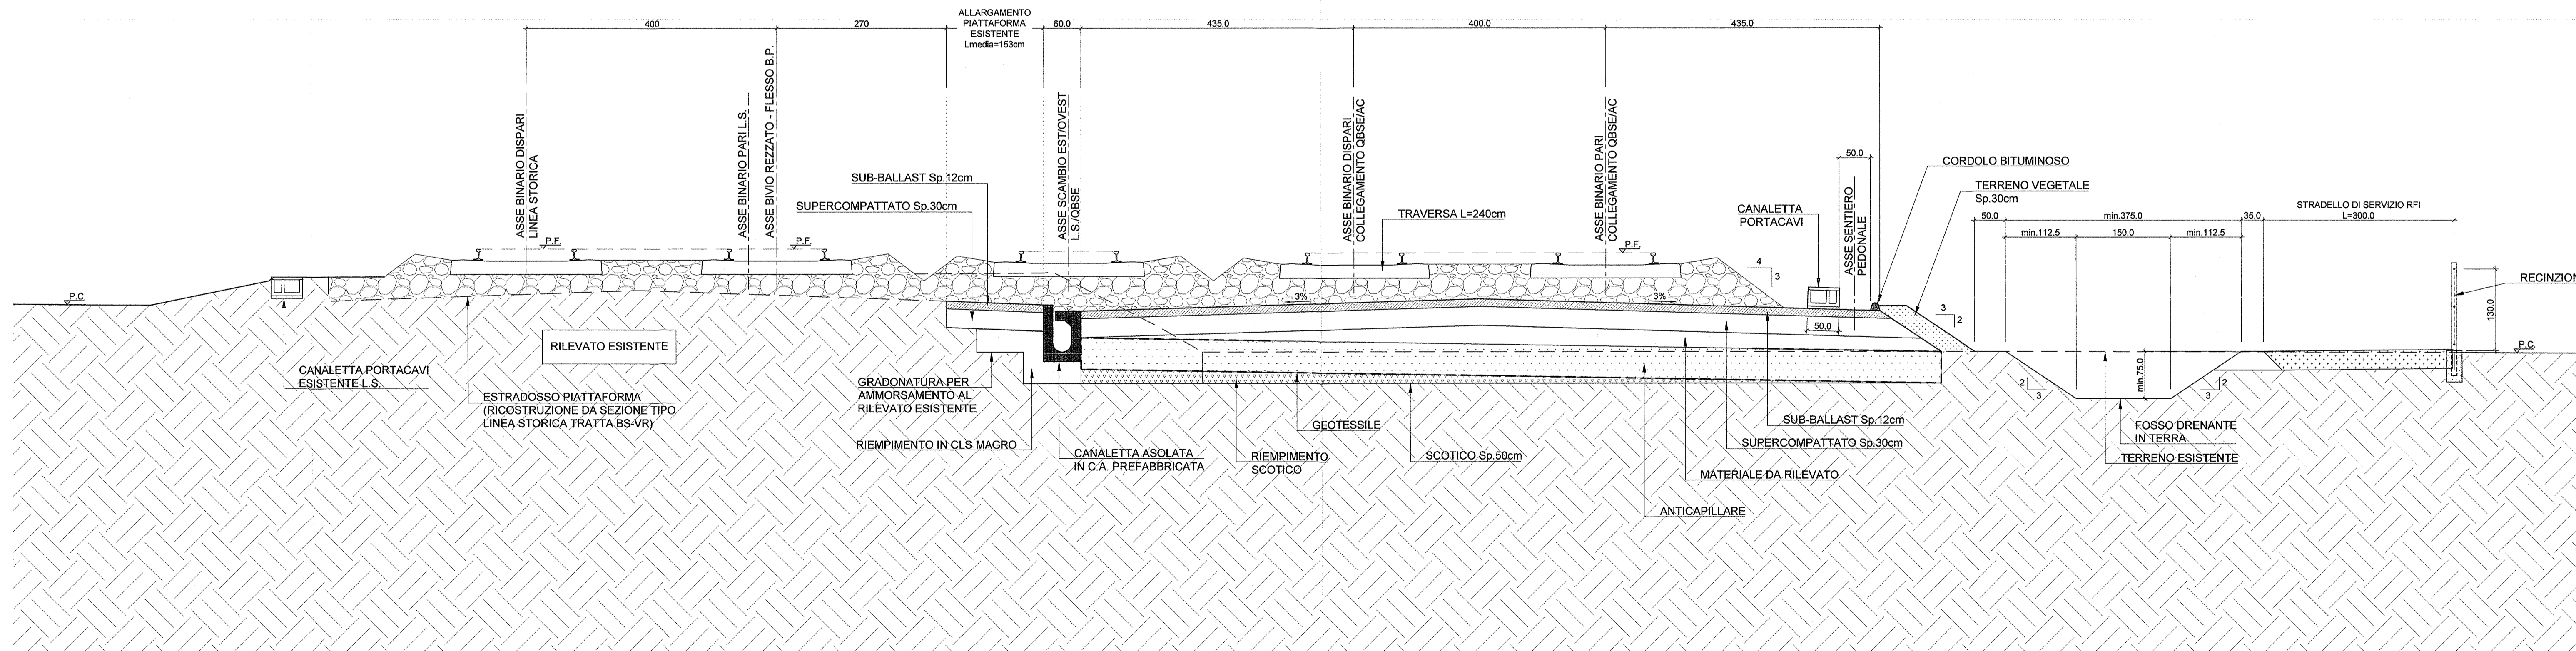 400
270
ALLARGAMENTO
PIATTAFORMA
ESISTENTE
Lmedia=153cm
60.0
435.0
400.0
435.0
ASSE BINARIO DISPARI
LINEA STORICA
ASSE BINARIO PARI L.S.
ASSE BIVIO REZZATO - FLESSO B.P.
ASSE SCAMBIO EST/OVEST
L.S./QBSE
ASSE BINARIO DISPARI
COLLEGAMENTO QBSE/AC
ASSE BINARIO PARI
COLLEGAMENTO QBSE/AC
ASSE SENTIERO
PEDONALE
50.0
CORDOLO BITUMINOSO
TERRENO VEGETALE
Sp.30cm
SUB-BALLAST Sp.12cm
SUPERCOMPATTATO Sp.30cm
TRAVERSA L=240cm
CANALETTA
PORTACAVI
50.0
min.375.0
35.0
STRADELLO DI SERVIZIO RFI
L=300.0
min.112.5
150.0
min.112.5
P.F.
P.F.
P.F.
4
3
RECINZION
130.0
P.C.
3%
3%
50.0
3
2
P.C.
RILEVATO ESISTENTE
CANALETTA PORTACAVI
ESISTENTE L.S.
ESTRADOSSO PIATTAFORMA
(RICOSTRUZIONE DA SEZIONE TIPO
LINEA STORICA TRATTA BS-VR)
GRADONATURA PER
AMMORSAMENTO AL
RILEVATO ESISTENTE
RIEMPIMENTO IN CLS MAGRO
CANALETTA ASOLATA
IN C.A. PREFABBRICATA
RIEMPIMENTO
SCOTICO
GEOTESSILE
SCOTICO Sp.50cm
SUB-BALLAST Sp.12cm
SUPERCOMPATTATO Sp.30cm
MATERIALE DA RILEVATO
ANTICAPILLARE
min.75.0
2
3
2
3
FOSSO DRENANTE
IN TERRA
TERRENO ESISTENTE